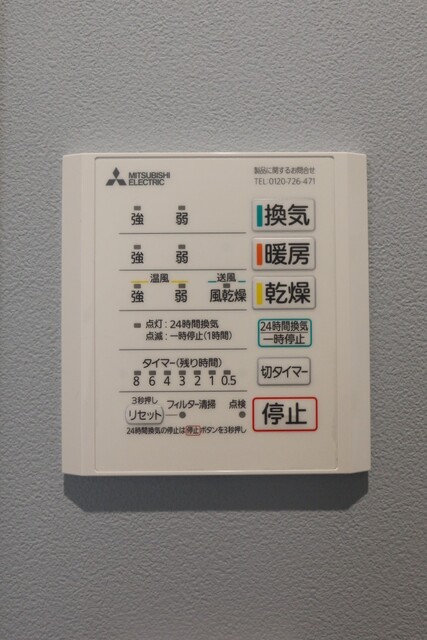 MITSUBISHI
ELECTRIC
製品に関するお問合せ
TEL 0120-726-471
強 弱 換気
強 弱 暖房
温風 送風
強 弱 風乾燥 乾燥
点灯:24時間換気
点滅:一時停止(1時間)
24時間換気
一時停止
タイマー(残り時間)
8 6 4 3 2 1 0.5
切タイマー
3秒押し
リセット フィルター清掃 点検
停止
24時間換気の停止は停止ボタンを3秒押し